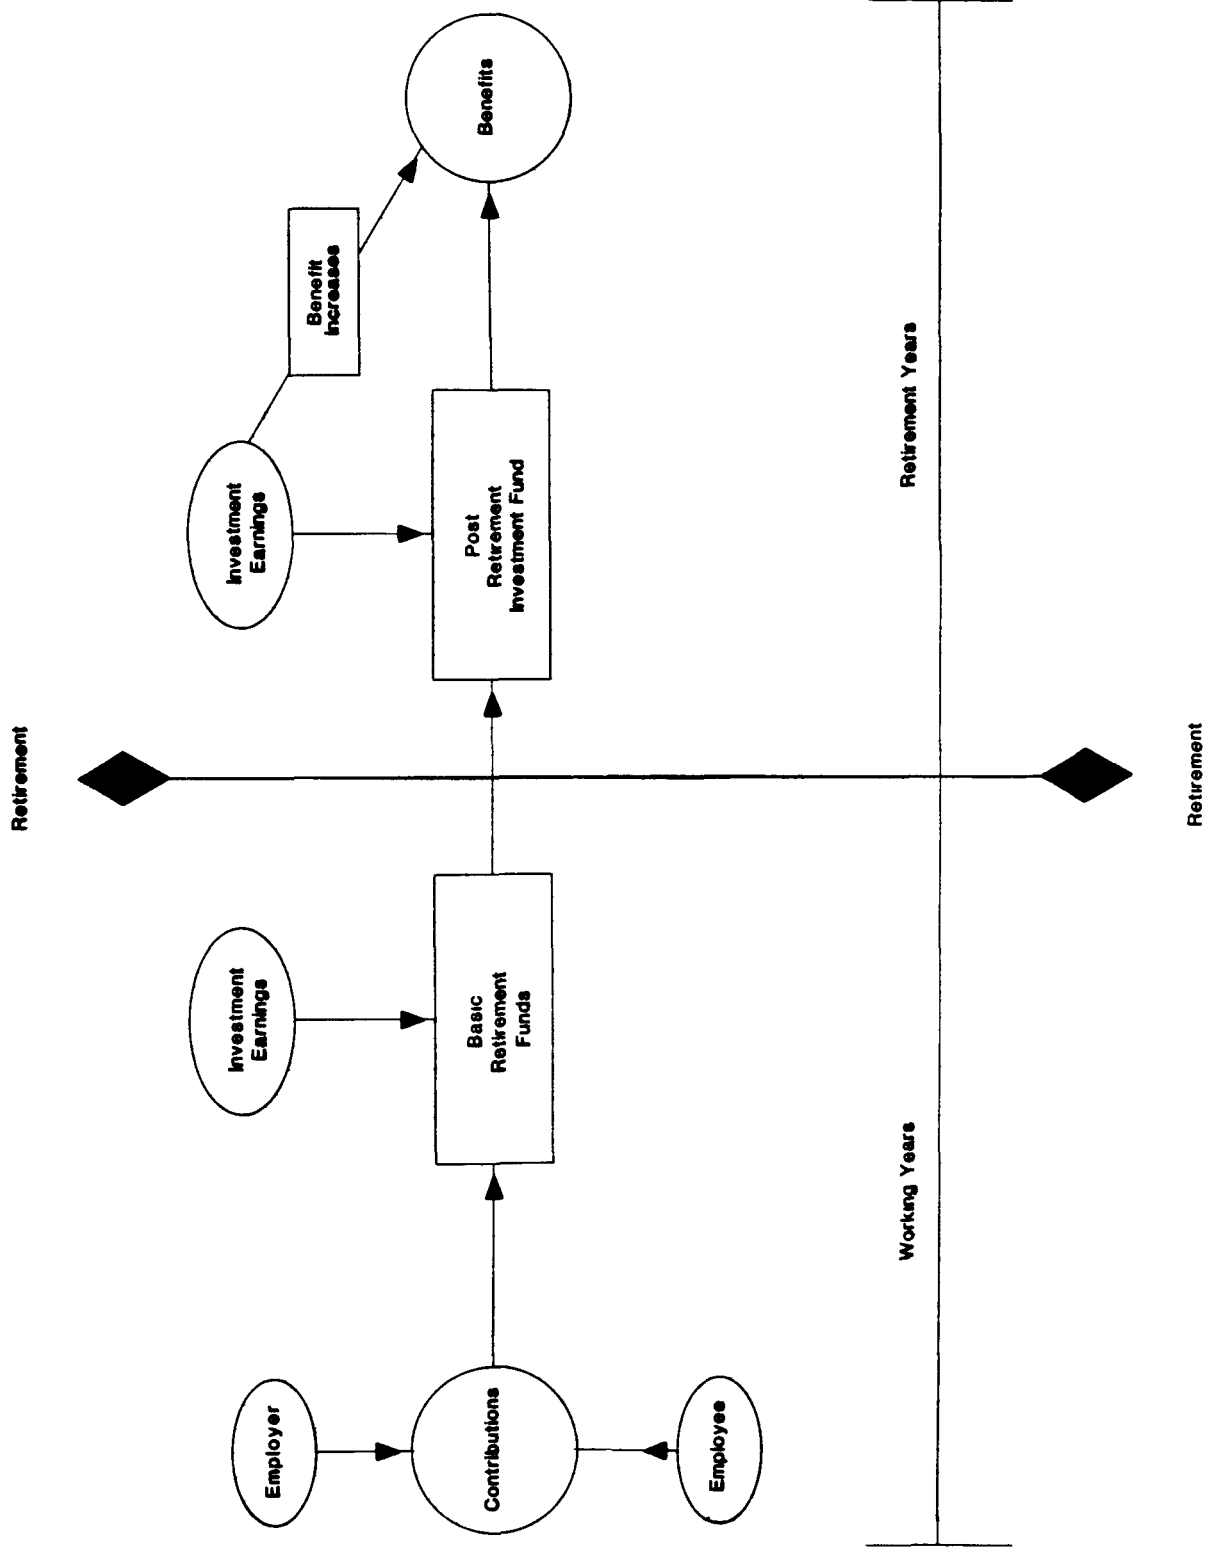 Retirement
Employer
Contributions
Employee
Investment
Earnings
Basic
Retirement
Funds
Investment
Earnings
Post
Retirement
Investment Fund
Benefit
Increases
Benefits
Working Years
Retirement Years
Retirement